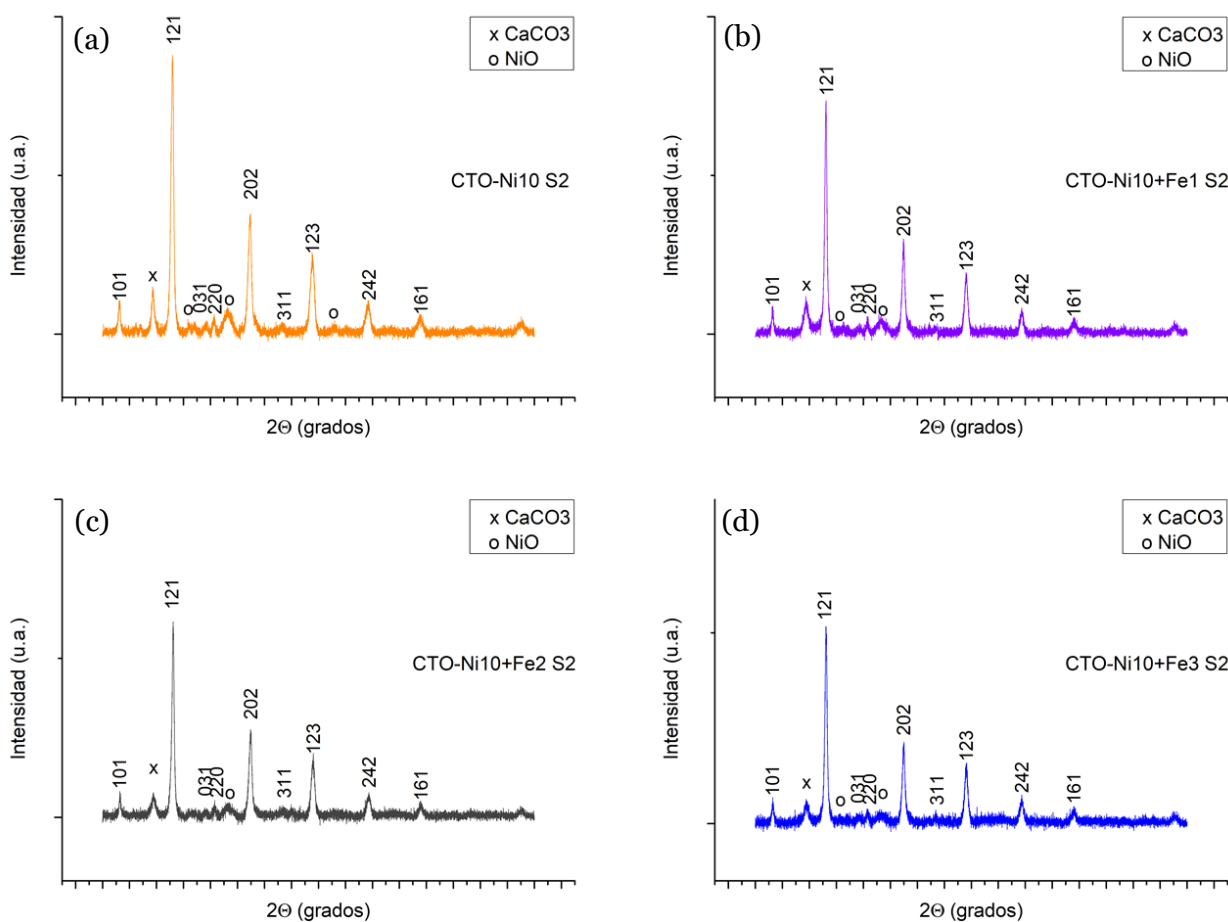 (a)
x CaCO3
o NiO
CTO-Ni10 S2
121
202
123
101
x
o
031
220
o
311
o
242
161
Intensidad (u.a.)
2Θ (grados)
(b)
x CaCO3
o NiO
CTO-Ni10+Fe1 S2
121
202
123
101
x
o
031
220
o
311
242
161
Intensidad (u.a.)
2Θ (grados)
(c)
x CaCO3
o NiO
CTO-Ni10+Fe2 S2
121
202
123
101
x
031
220
o
311
242
161
Intensidad (u.a.)
2Θ (grados)
(d)
x CaCO3
o NiO
CTO-Ni10+Fe3 S2
121
202
123
101
x
o
031
220
o
311
242
161
Intensidad (u.a.)
2Θ (grados)